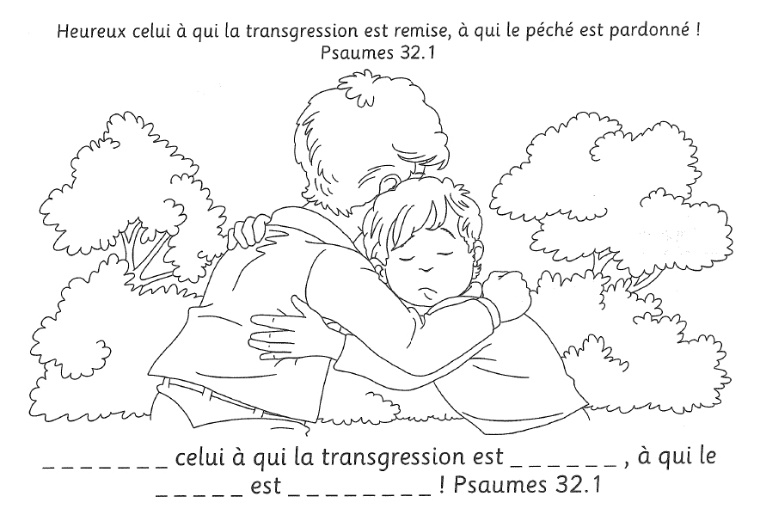 Heureux celui à qui la transgression est remise, à qui le péché est pardonné !
Psaumes 32.1
_ _ _ _ _ _ _ celui à qui la transgression est _ _ _ _ _ _ , à qui le
_ _ _ _ _ est _ _ _ _ _ _ _ _ ! Psaumes 32.1